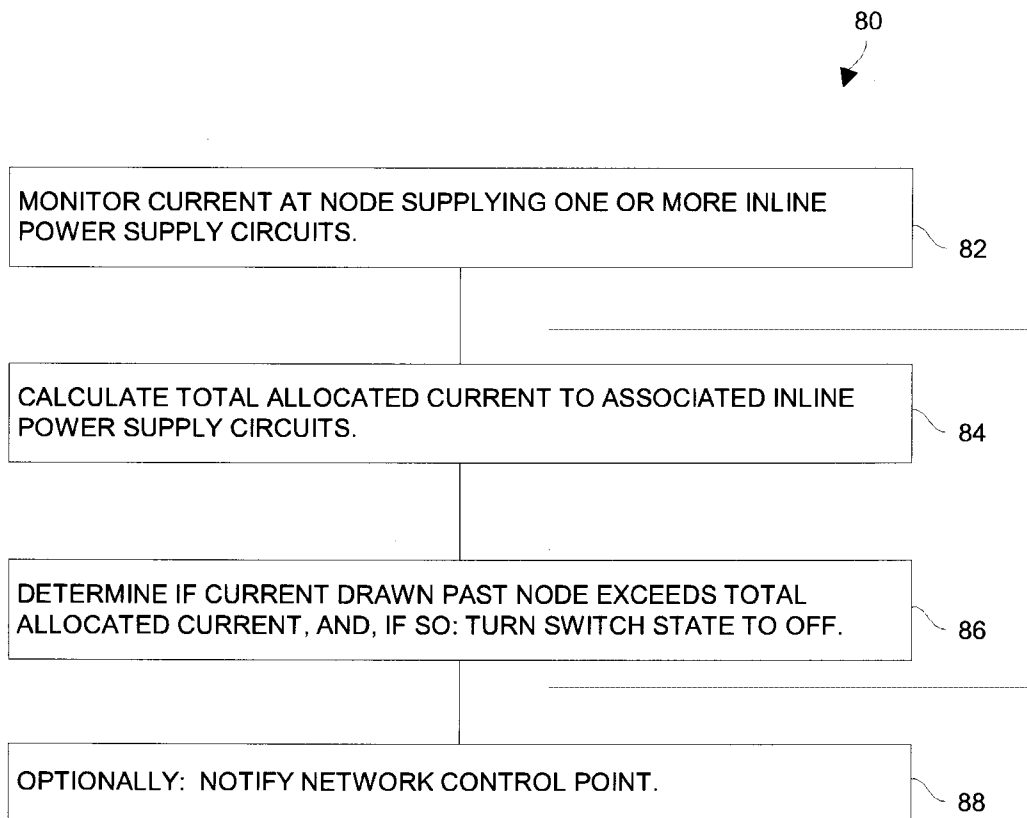 80
MONITOR CURRENT AT NODE SUPPLYING ONE OR MORE INLINE
POWER SUPPLY CIRCUITS.
82
CALCULATE TOTAL ALLOCATED CURRENT TO ASSOCIATED INLINE
POWER SUPPLY CIRCUITS.
84
DETERMINE IF CURRENT DRAWN PAST NODE EXCEEDS TOTAL
ALLOCATED CURRENT, AND, IF SO: TURN SWITCH STATE TO OFF.
86
OPTIONALLY: NOTIFY NETWORK CONTROL POINT.
88